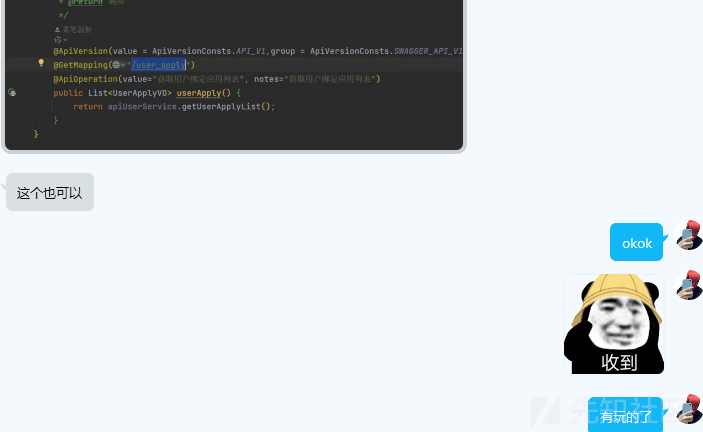 * @return 响应
*/
@ApiVersion(value = ApiVersionConsts.API_V1,group = ApiVersionConsts.SWAGGER_API_V1
@GetMapping("/user_apply")
@ApiOperation(value="获取用户绑定应用列表", notes="获取用户绑定应用列表")
public List<UserApplyVO> userApply() {
return apiUserService.getUserApplyList();
}
}
这个也可以
okok
收到
有玩的了
先知社区